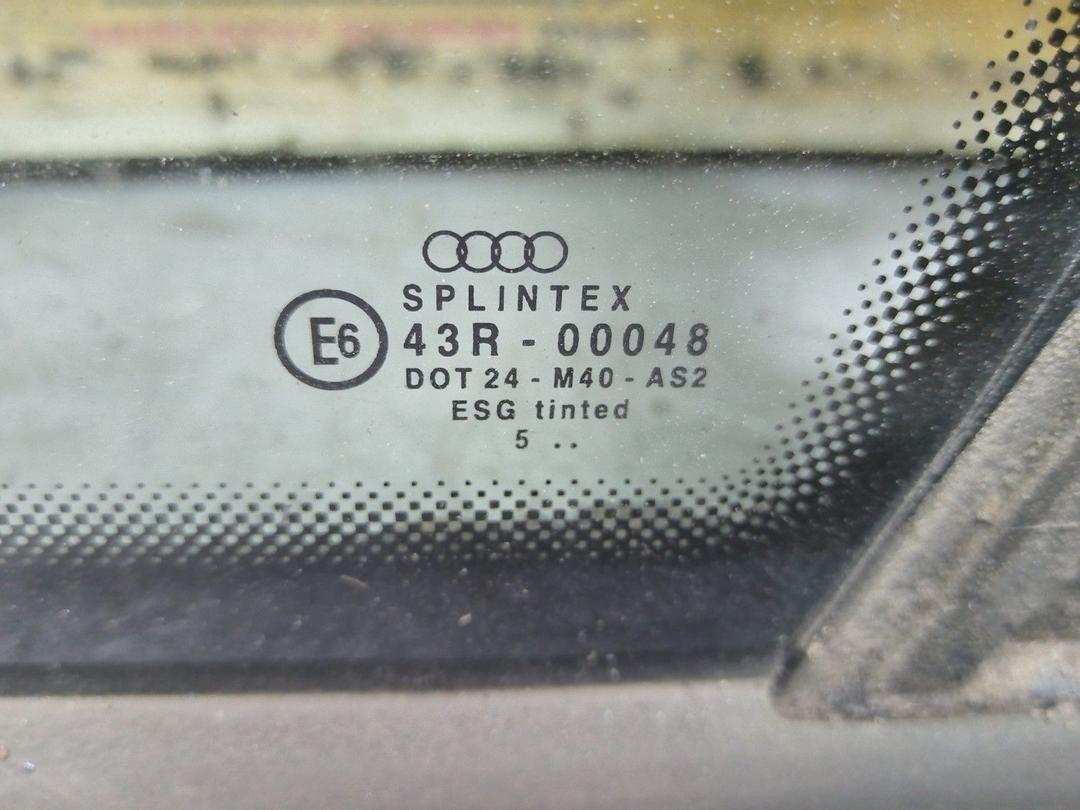 SPLINTEX
E6
43R - 00048
DOT 24 - M40 - AS2
ESG tinted
5 ..